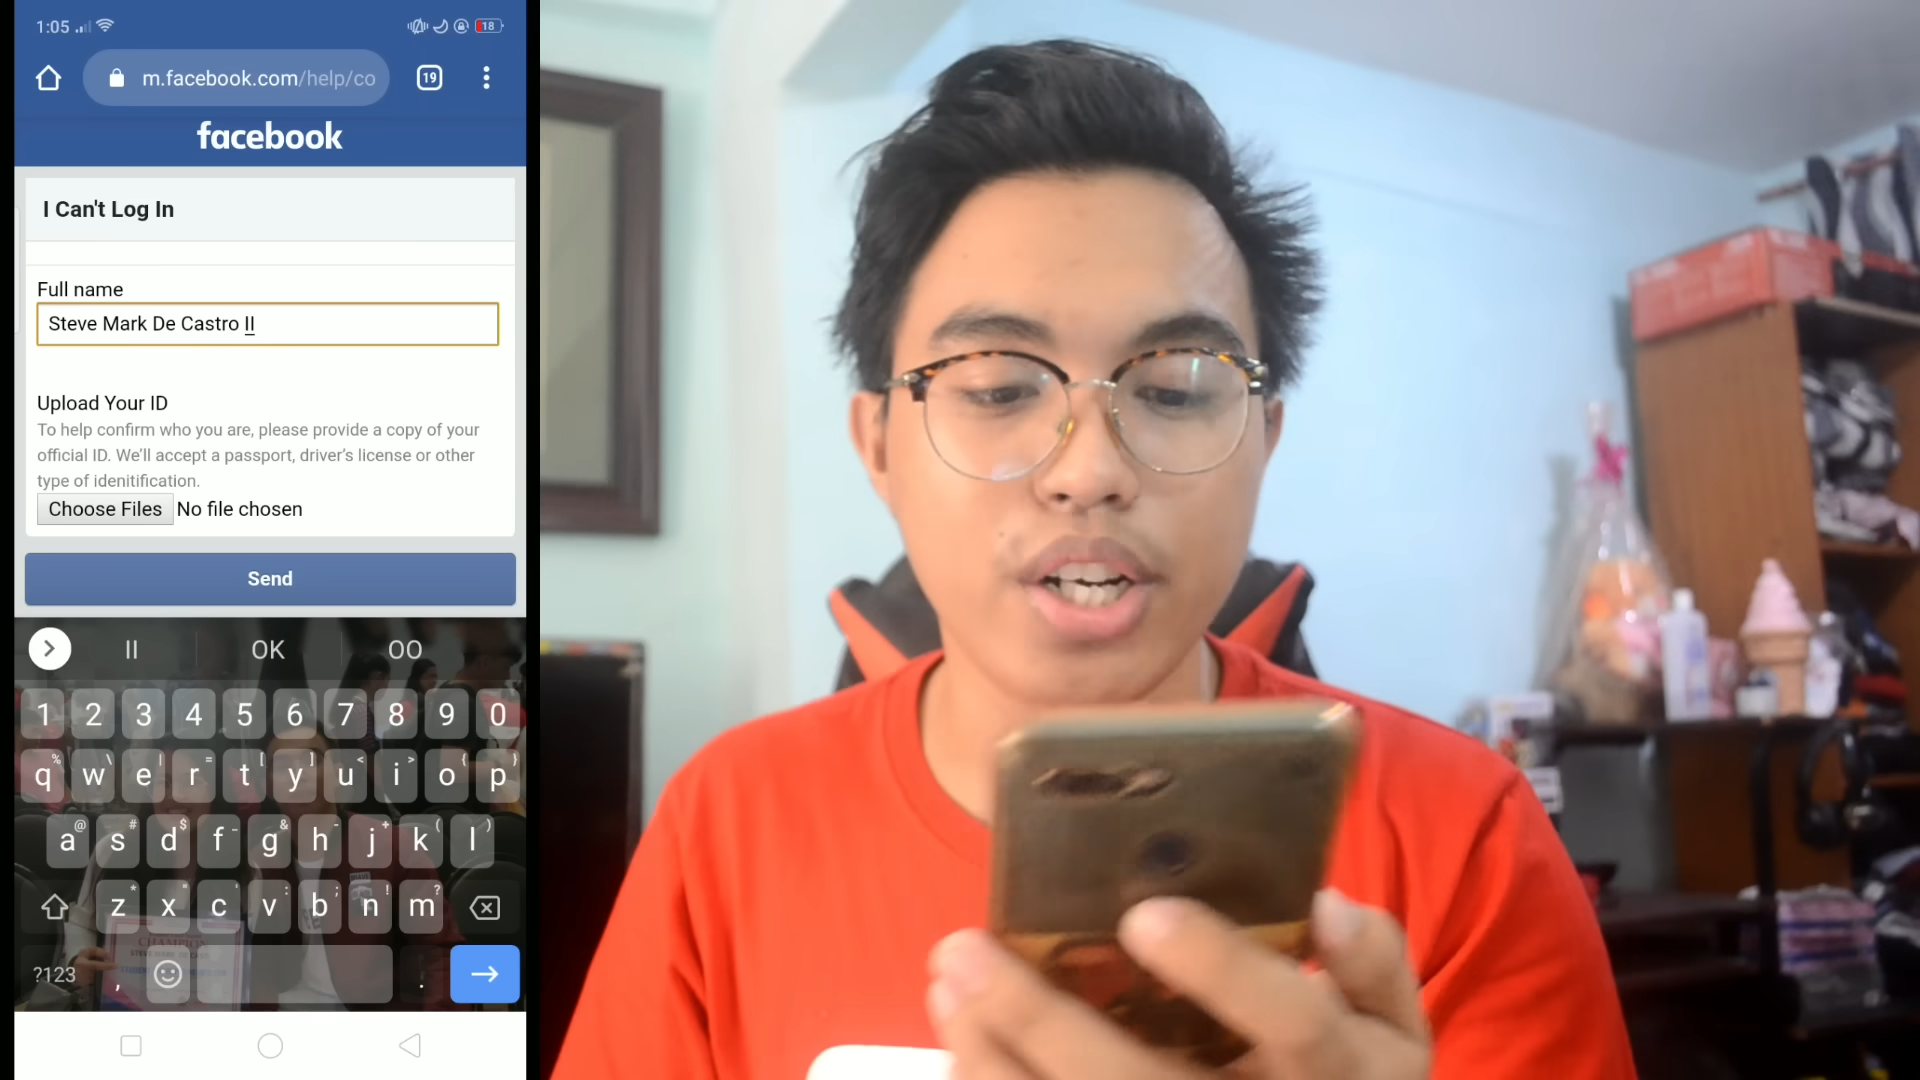 1:05
18
m.facebook.com/help/co
19
facebook
I Can't Log In
Full name
Steve Mark De Castro II
Upload Your ID
To help confirm who you are, please provide a copy of your
official ID. We'll accept a passport, driver's license or other
type of idenitification.
Choose Files No file chosen
Send
II OK OO
1 2 3 4 5 6 7 8 9 0
% \ | = [ ] < > { }
q w e r t y u i o p
@ # $ _ & - + ( )
a s d f g h j k l
* " ' : ; ! ?
z x c v b n m
CHAMPION
?123 , .